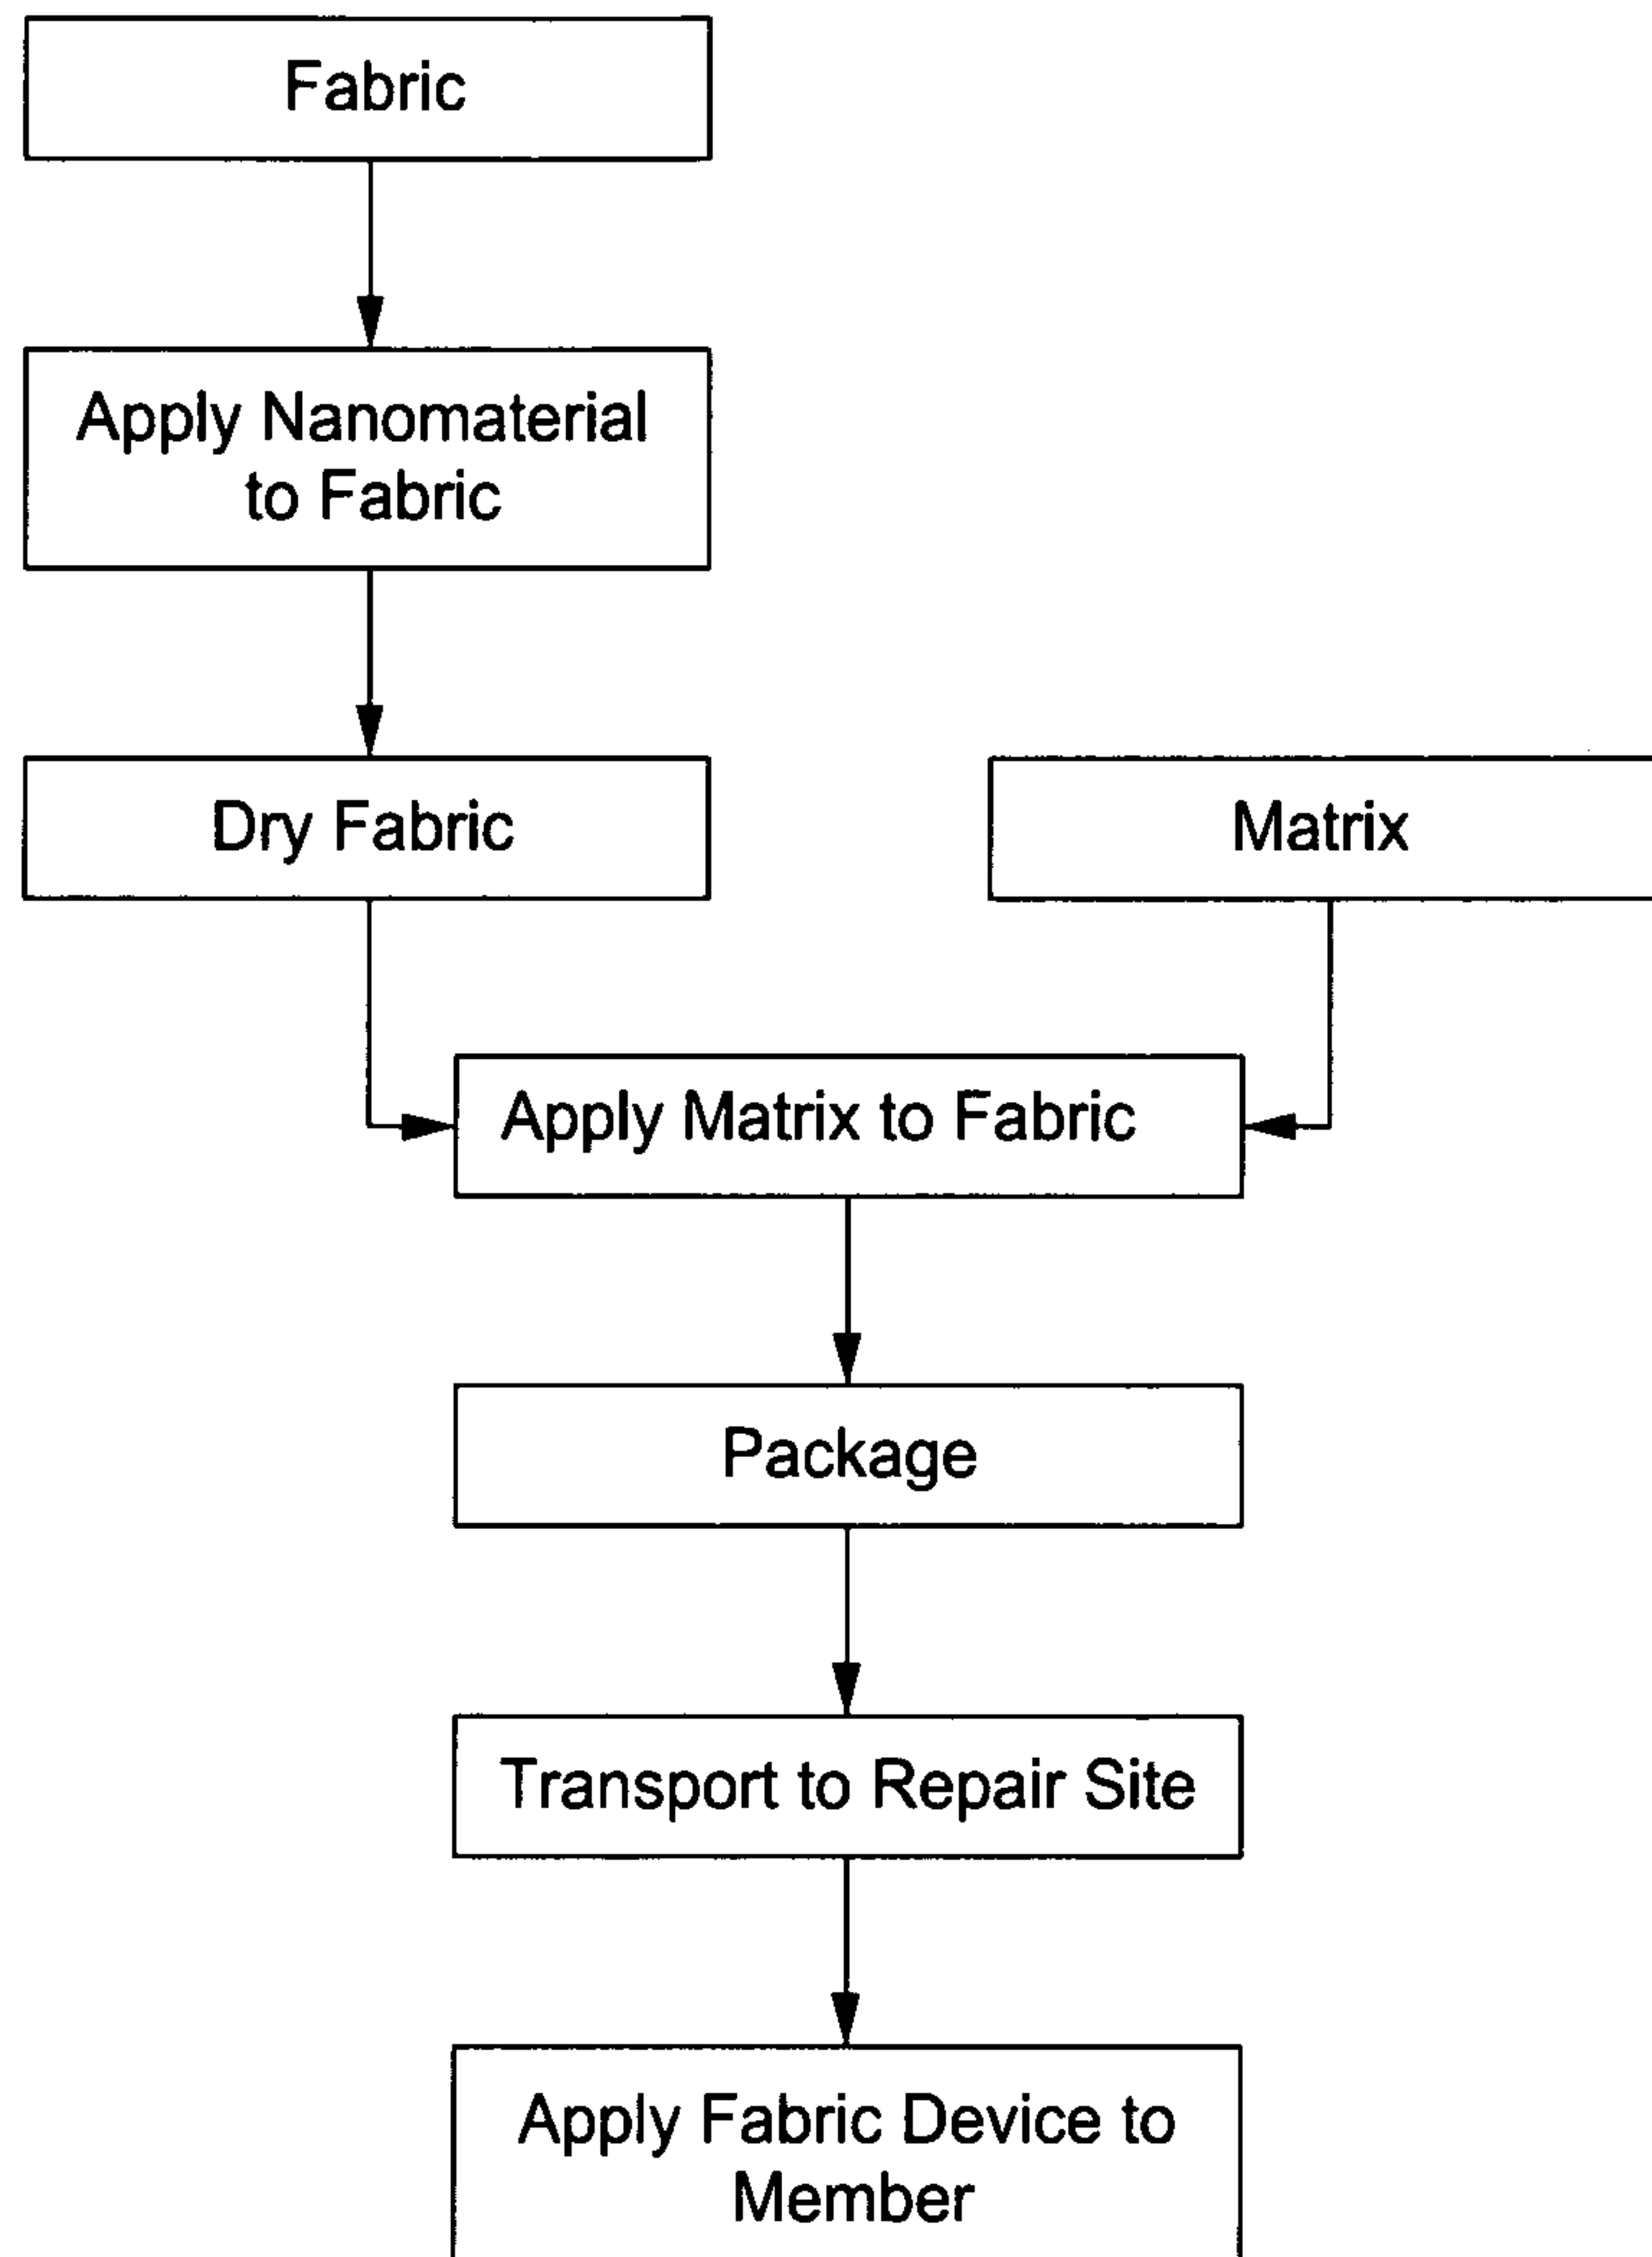 Fabric
Apply Nanomaterial
to Fabric
Dry Fabric
Matrix
Apply Matrix to Fabric
Package
Transport to Repair Site
Apply Fabric Device to
Member